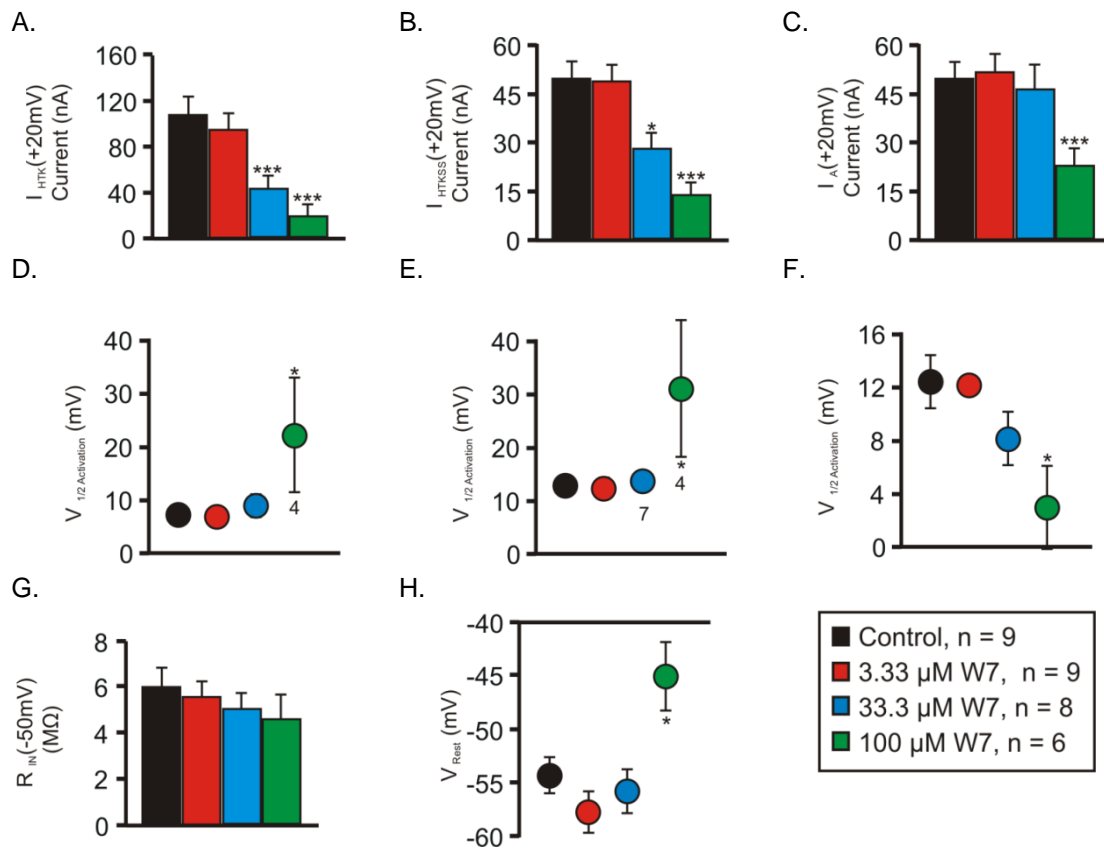 A.
I HTK (+20mV)
Current (nA)
160
120
80
40
0
***
***
B.
I HTKSS (+20mV)
Current (nA)
60
45
30
15
0
*
***
C.
I A (+20mV)
Current (nA)
60
45
30
15
0
***
D.
V 1/2 Activation (mV)
40
30
20
10
0
*
4
E.
V 1/2 Activation (mV)
40
30
20
10
0
7
*
4
F.
V 1/2 Activation (mV)
16
12
8
4
0
*
G.
R IN (-50mV)
(MΩ)
8
6
4
2
0
H.
V Rest (mV)
-40
-45
-50
-55
-60
*
Control, n = 9
3.33 µM W7, n = 9
33.3 µM W7, n = 8
100 µM W7, n = 6